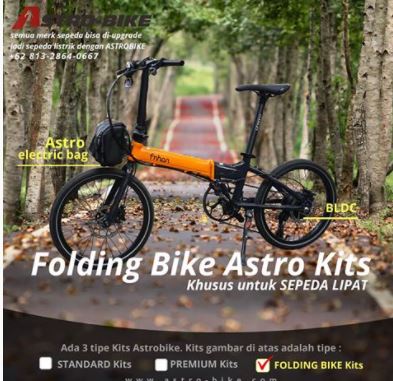 ASTRO-BIKE
semua merk sepeda bisa di-upgrade
jadi sepeda listrik dengan ASTROBIKE
+62 813-2864-0667
Astro
electric bag
Fnhon
BLDC
Folding Bike Astro Kits
Khusus untuk SEPEDA LIPAT
Ada 3 tipe Kits Astrobike. Kits gambar di atas adalah tipe :
STANDARD Kits PREMIUM Kits FOLDING BIKE Kits
www.astro-bike.com